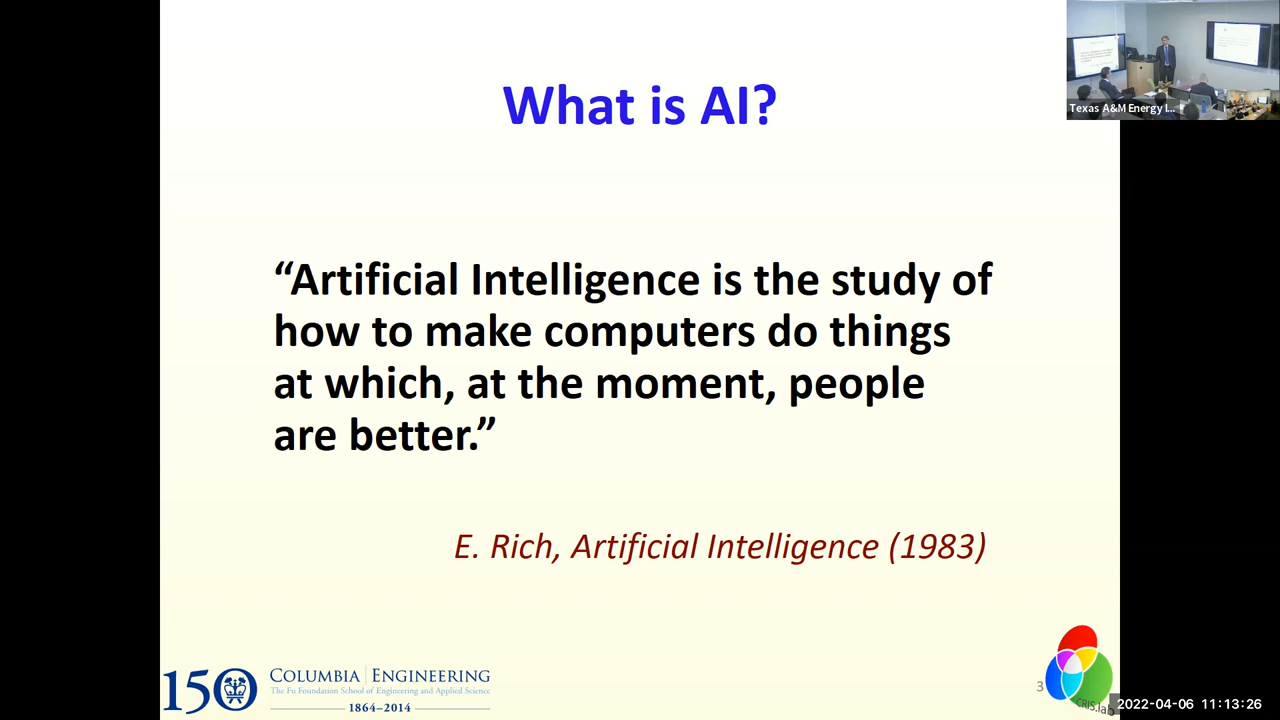 What is AI?
“Artificial Intelligence is the study of
how to make computers do things
at which, at the moment, people
are better.”
E. Rich, Artificial Intelligence (1983)
Texas A&M Energy I...
150
COLUMBIA | ENGINEERING
The Fu Foundation School of Engineering and Applied Science
1864–2014
3
CRIS.lab
2022-04-06 11:13:26